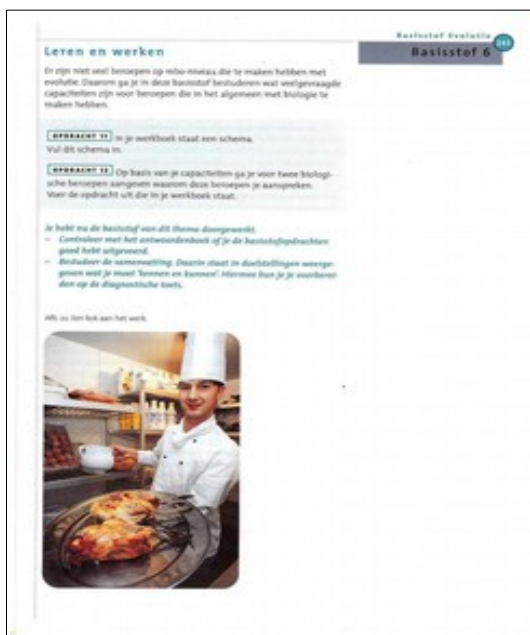 Basisstof Evolutie
243
Basisstof 6
Leren en werken
Er zijn niet veel beroepen op mbo-niveau die te maken hebben met
evolutie. Daarom ga je in deze basisstof bestuderen wat veelgevraagde
capaciteiten zijn voor beroepen die in het algemeen met biologie te
maken hebben.
OPDRACHT 11 In je werkboek staat een schema.
Vul dit schema in.
OPDRACHT 12 Op basis van je capaciteiten ga je voor twee biologi-
sche beroepen aangeven waarom deze beroepen je aanspreken.
Voer de opdracht uit die in je werkboek staat.
Je hebt nu de basisstof van dit thema doorgewerkt.
– Controleer met het antwoordenboek of je de basisstofopdrachten
goed hebt uitgevoerd.
– Bestudeer de samenvatting. Daarin staat in doelstellingen weerge-
geven wat je moet 'kennen en kunnen'. Hiermee kun je je voorberei-
den op de diagnostische toets.
Een kok aan het werk.